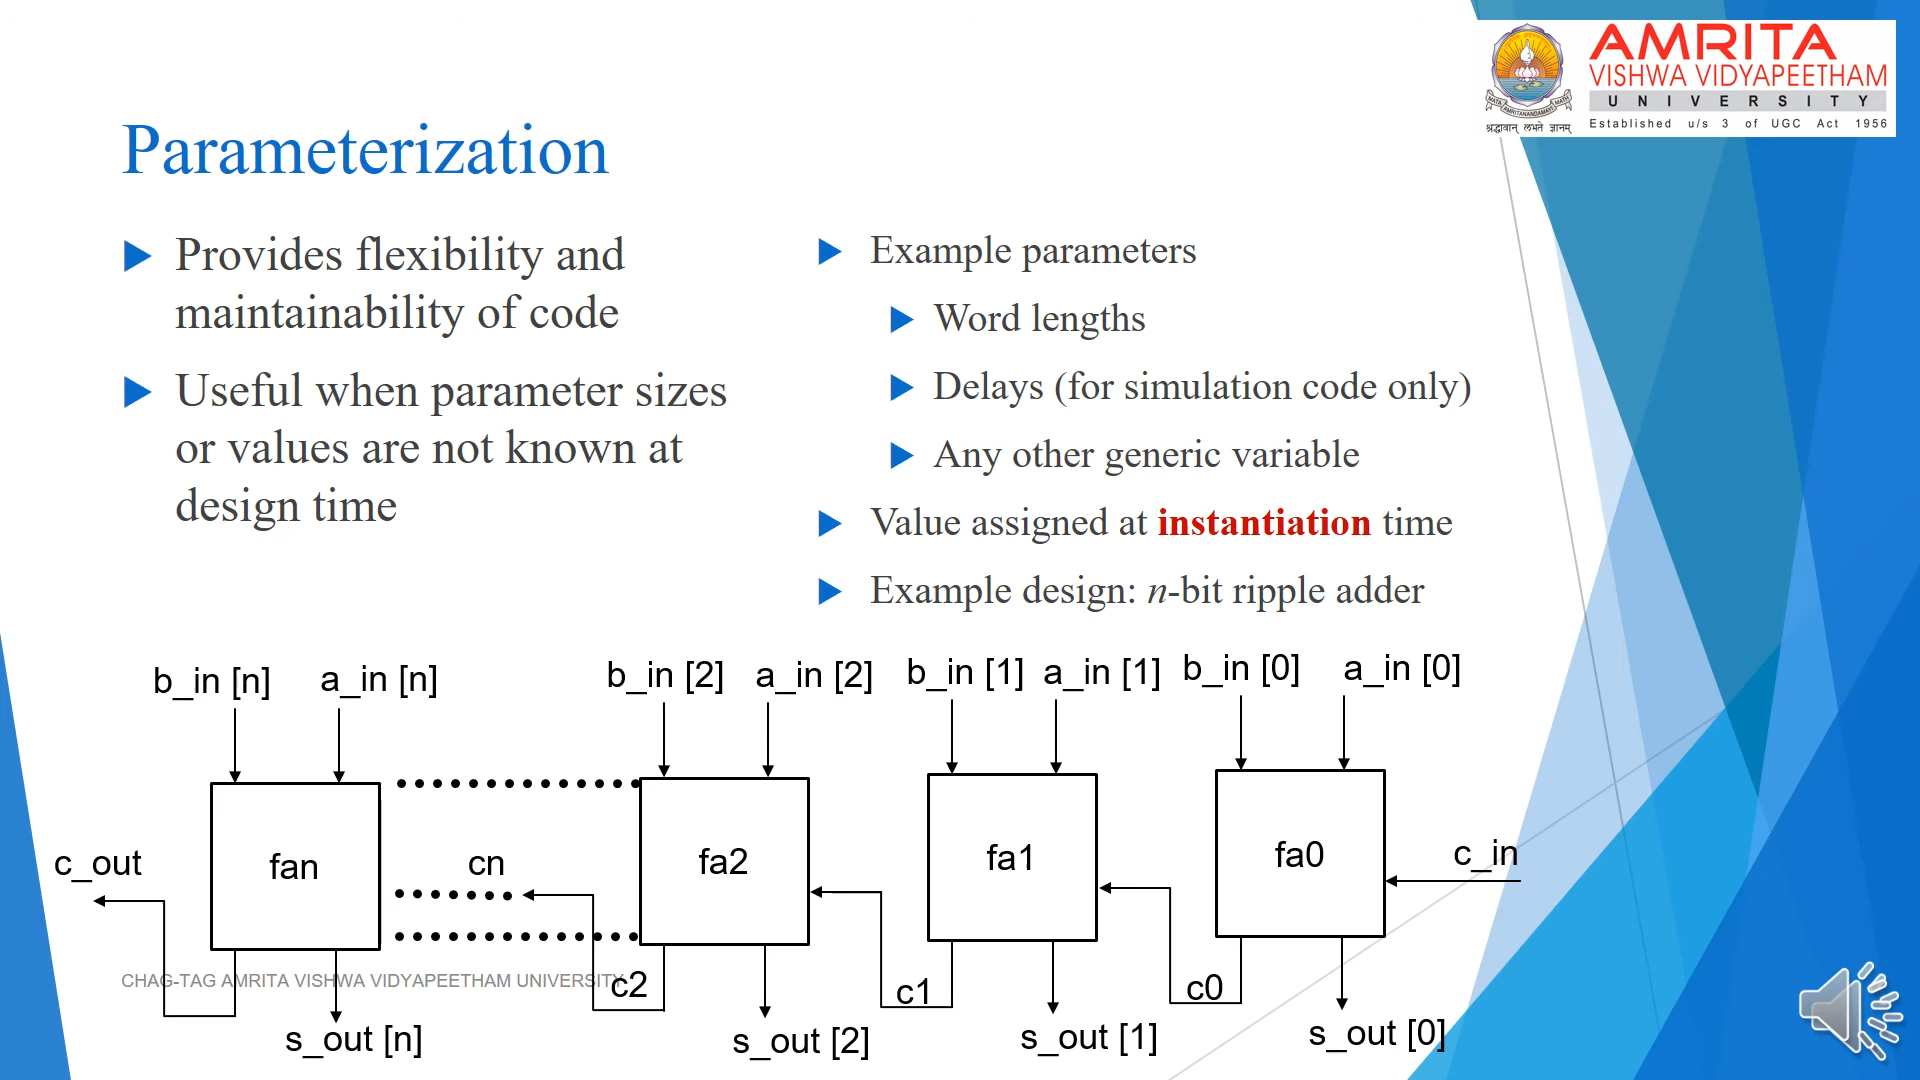 AMRITA
VISHWA VIDYAPEETHAM
UNIVERSITY
Established u/s 3 of UGC Act 1956
श्रद्धावान् लभते ज्ञानम्
Parameterization
Provides flexibility and
maintainability of code
Useful when parameter sizes
or values are not known at
design time
Example parameters
Word lengths
Delays (for simulation code only)
Any other generic variable
Value assigned at instantiation time
Example design: n-bit ripple adder
b_in [n] a_in [n] b_in [2] a_in [2] b_in [1] a_in [1] b_in [0] a_in [0]
c_out fan cn fa2 fa1 fa0 c_in
CHAG-TAG AMRITA VISHWA VIDYAPEETHAM UNIVERSITY
c2 c1 c0
s_out [n] s_out [2] s_out [1] s_out [0]